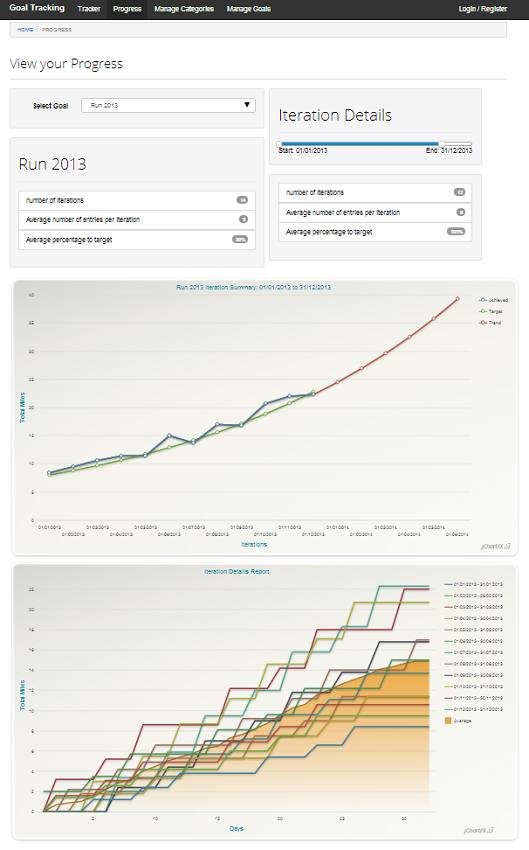 Goal Tracking Tracker Progress Manage Categories Manage Goals Login / Register
HOME / PROGRESS
View your Progress
Select Goal Run 2013
Iteration Details
Start: 01/01/2013 End: 31/12/2013
Run 2013
number of iterations
Average number of entries per iteration
Average percentage to target
number of iterations 12
Average number of entries per iteration
Average percentage to target
Run 2013 Iteration Summary: 01/01/2013 to 31/12/2013
Achieved
Target
Trend
Total Miles
40
35
30
25
20
15
10
5
0
01/01/2013 01/03/2013 01/05/2013 01/07/2013 01/09/2013 01/11/2013 01/01/2014 01/03/2014 01/05/2014
01/02/2013 01/04/2013 01/06/2013 01/08/2013 01/10/2013 01/12/2013 01/02/2014 01/04/2014 01/06/2014
Iterations
jChartFX
Iteration Details Report
Total Miles
22
20
18
16
14
12
10
8
6
4
2
0
5 10 15 20 25 30
Days
01/01/2013 - 31/01/2013
01/02/2013 - 28/02/2013
01/03/2013 - 31/03/2013
01/04/2013 - 30/04/2013
01/05/2013 - 31/05/2013
01/06/2013 - 30/06/2013
01/07/2013 - 31/07/2013
01/08/2013 - 31/08/2013
01/09/2013 - 30/09/2013
01/10/2013 - 31/10/2013
01/11/2013 - 30/11/2013
01/12/2013 - 31/12/2013
Average
jChartFX